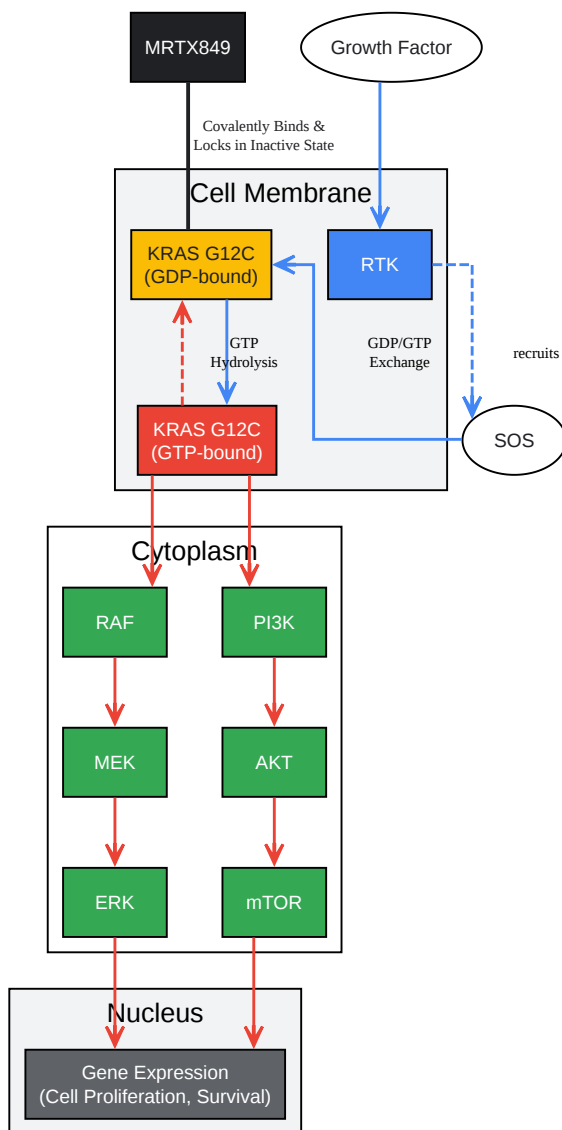 MRTX849
Growth Factor
Covalently Binds &
Locks in Inactive State
Cell Membrane
KRAS G12C
(GDP-bound)
RTK
GTP
Hydrolysis
GDP/GTP
Exchange
recruits
KRAS G12C
(GTP-bound)
SOS
Cytoplasm
RAF
PI3K
MEK
AKT
ERK
mTOR
Nucleus
Gene Expression
(Cell Proliferation, Survival)